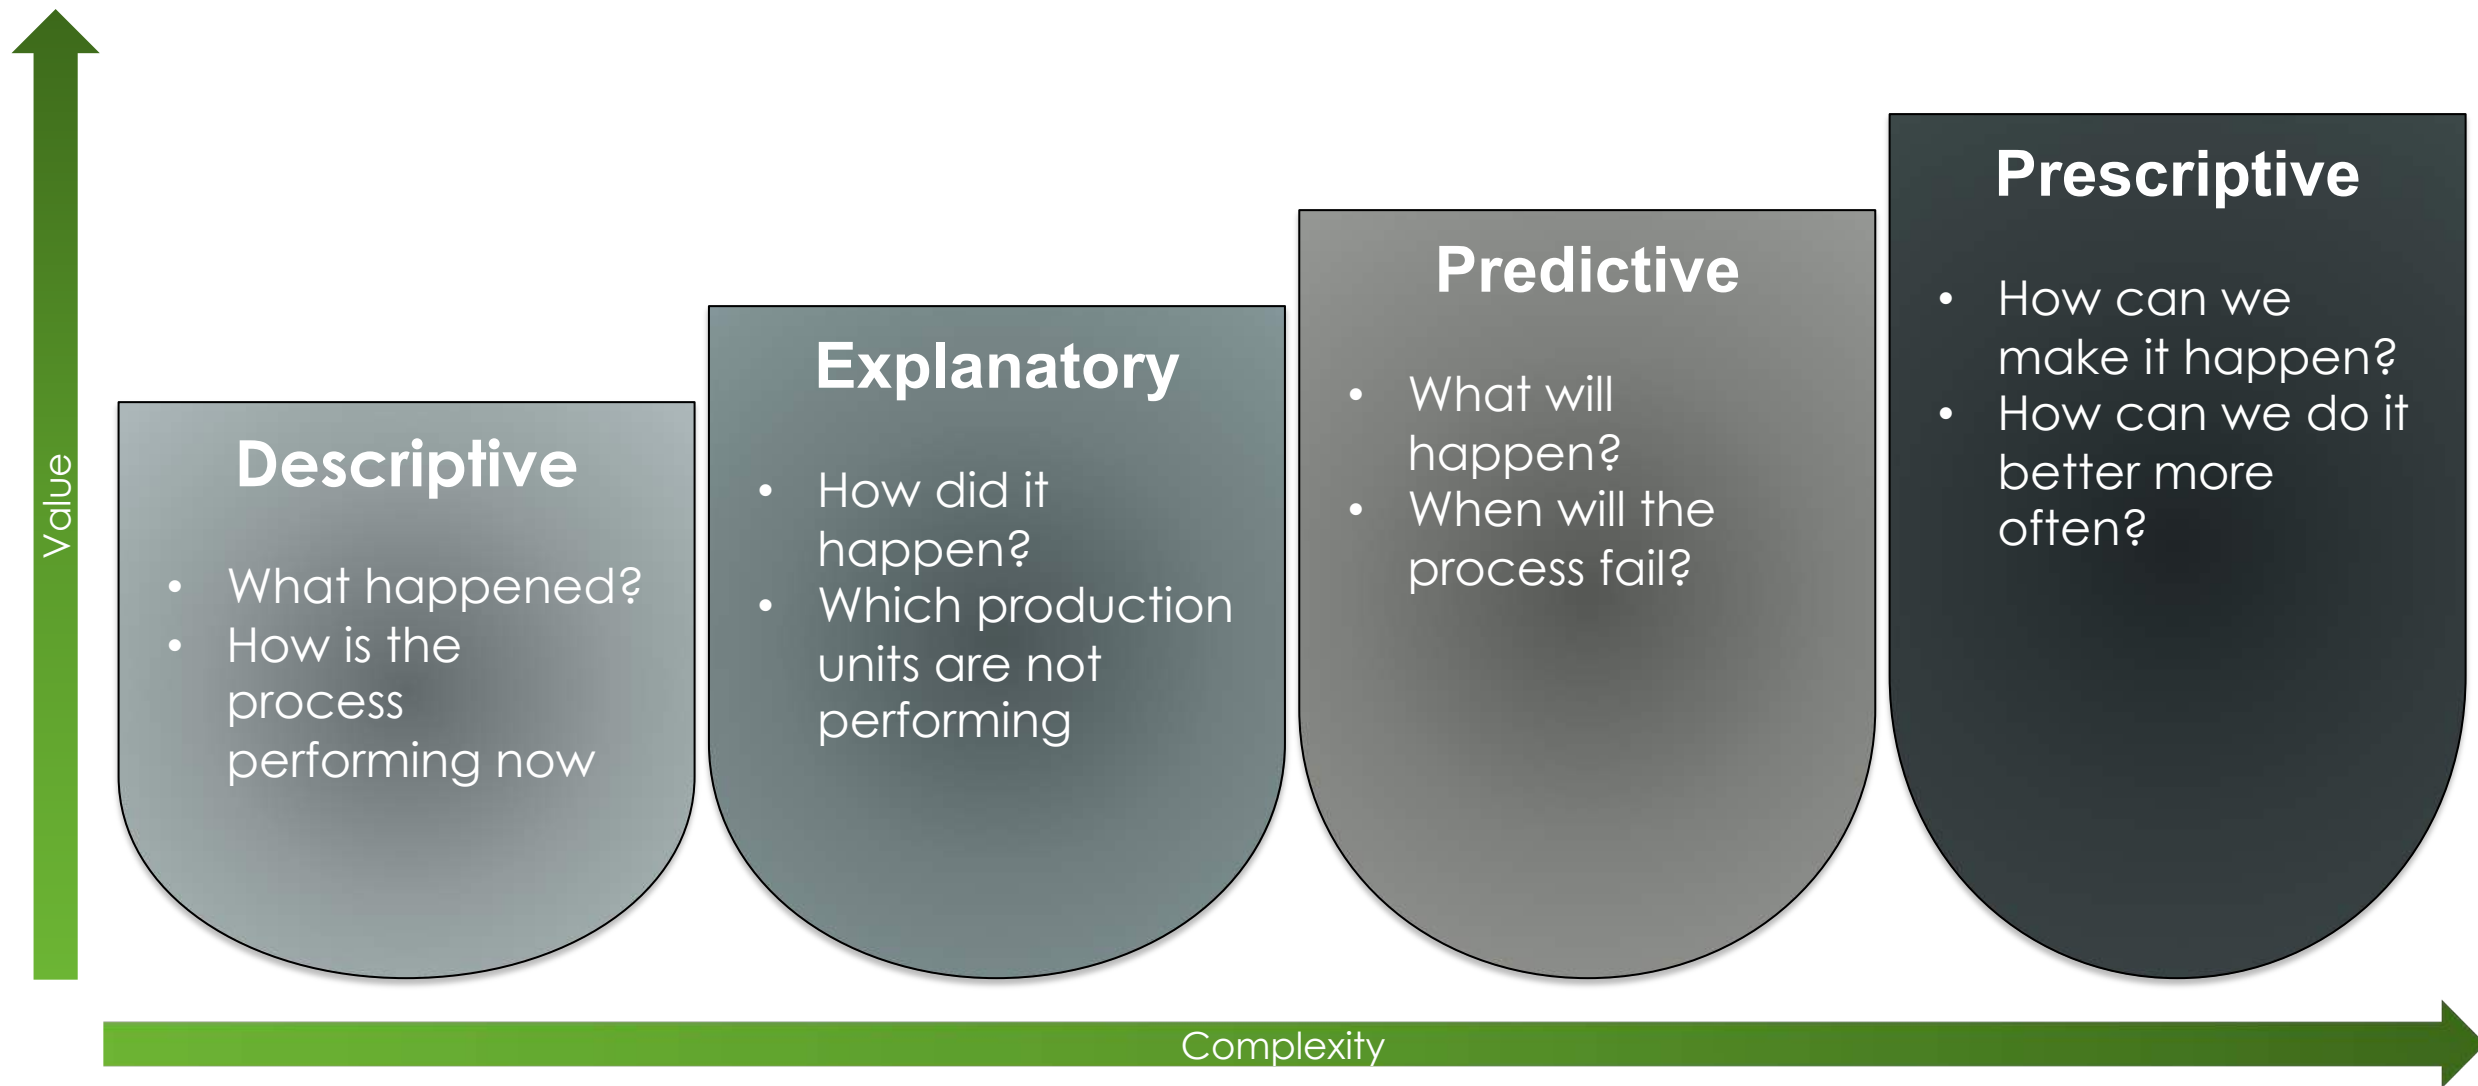 Value
Descriptive
• What happened?
• How is the
process
performing now
Explanatory
• How did it
happen?
• Which production
units are not
performing
Predictive
• What will
happen?
• When will the
process fail?
Prescriptive
• How can we
make it happen?
• How can we do it
better more
often?
Complexity